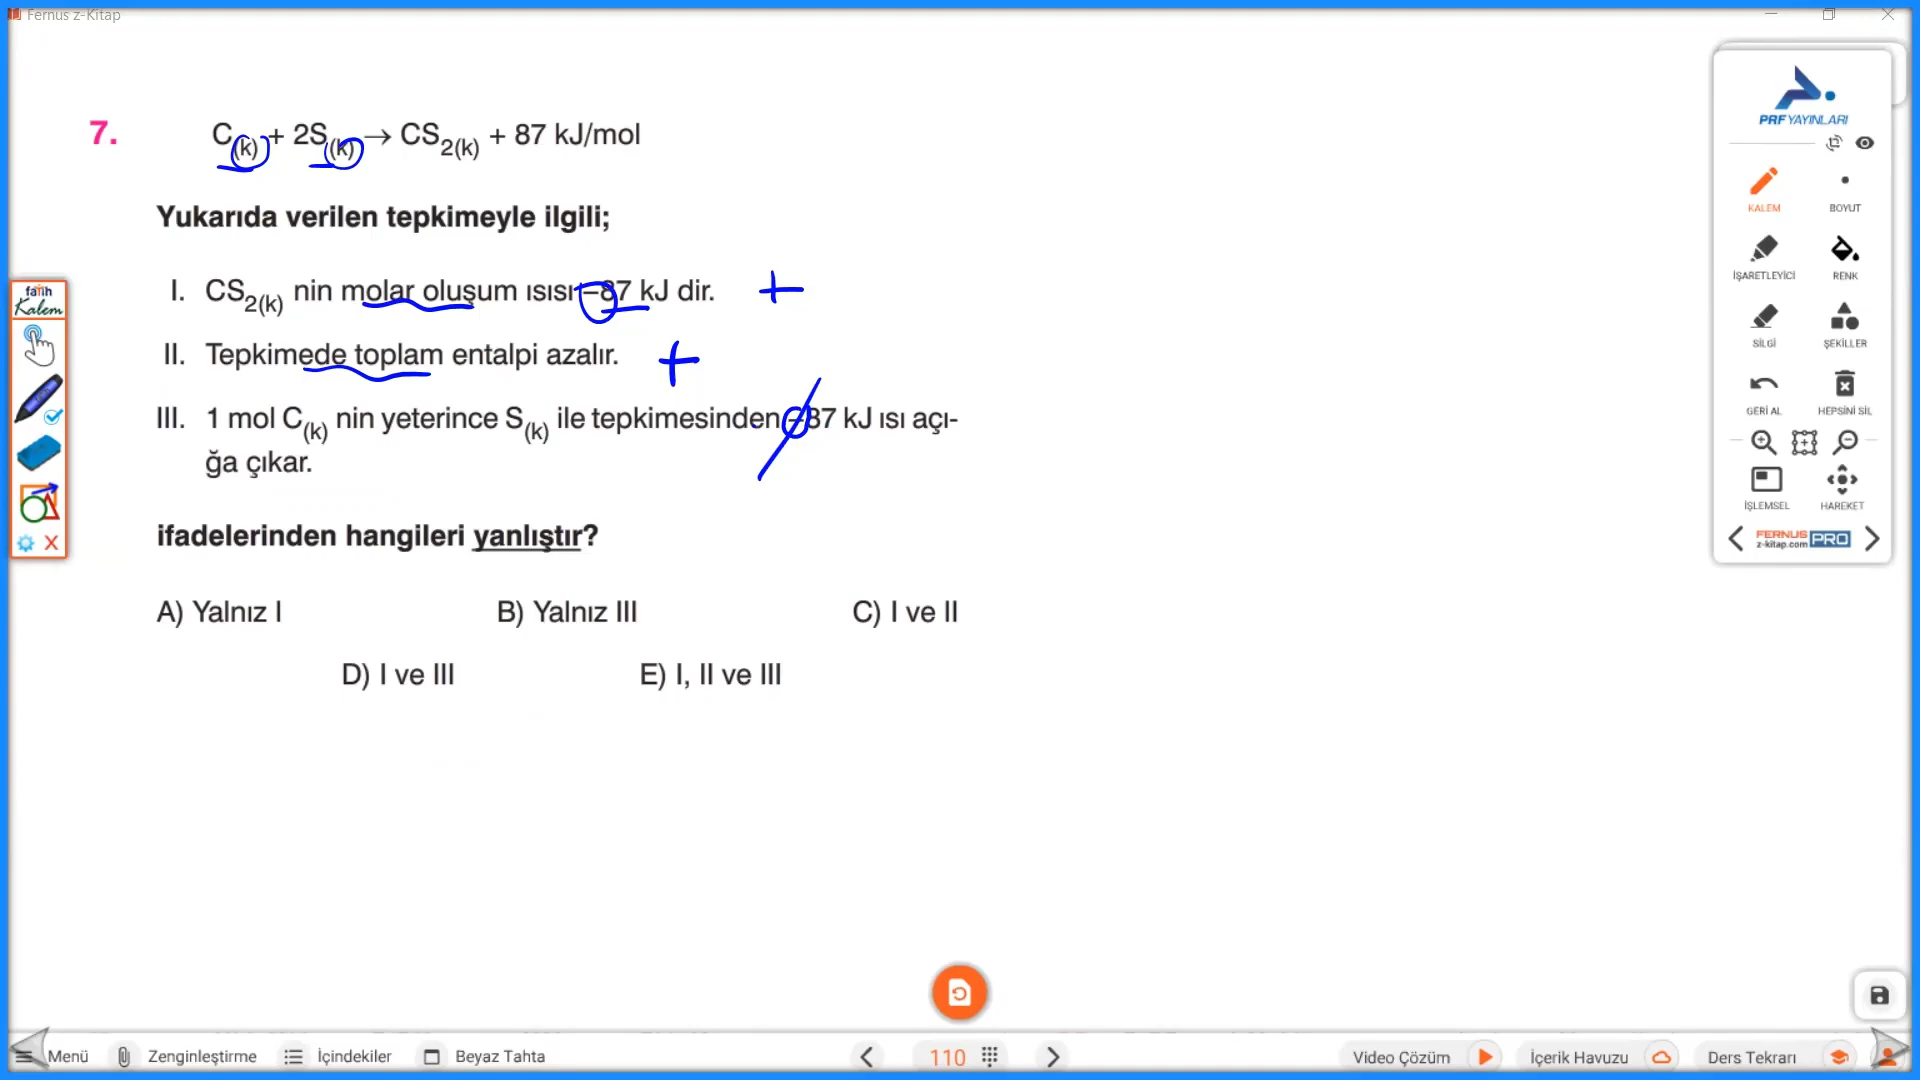 Fernus z-Kitap
7. C(k) + 2S(k) → CS2(k) + 87 kJ/mol
Yukarıda verilen tepkimeyle ilgili;
I. CS2(k) nin molar oluşum ısısı –87 kJ dir. +
II. Tepkimede toplam entalpi azalır. +
III. 1 mol C(k) nin yeterince S(k) ile tepkimesinden –87 kJ ısı açı-
ğa çıkar.
ifadelerinden hangileri yanlıştır?
A) Yalnız I B) Yalnız III C) I ve II
D) I ve III E) I, II ve III
fatih
Kalem
PRF YAYINLARI
KALEM BOYUT
İŞARETLEYİCİ RENK
SİLGİ ŞEKİLLER
GERİ AL HEPSİNİ SİL
İŞLEMSEL HAREKET
FERNUS PRO
z-kitap.com
Menü Zenginleştirme İçindekiler Beyaz Tahta 110 Video Çözüm İçerik Havuzu Ders Tekrarı